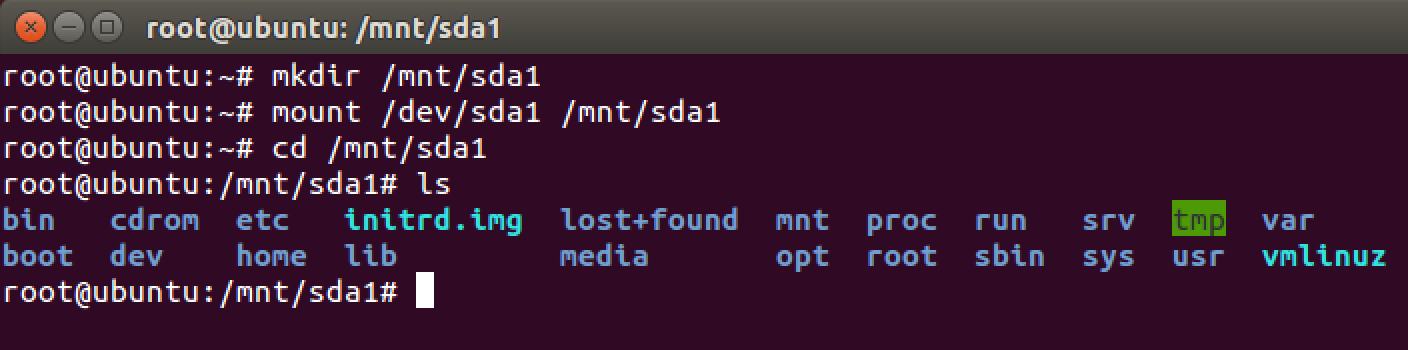 root@ubuntu: /mnt/sda1
root@ubuntu:~# mkdir /mnt/sda1
root@ubuntu:~# mount /dev/sda1 /mnt/sda1
root@ubuntu:~# cd /mnt/sda1
root@ubuntu:/mnt/sda1# ls
bin cdrom etc initrd.img lost+found mnt proc run srv tmp var
boot dev home lib media opt root sbin sys usr vmlinuz
root@ubuntu:/mnt/sda1#